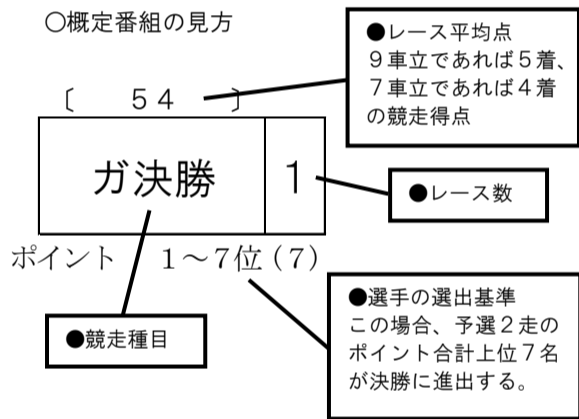 ○概定番組の見方
●レース平均点
９車立であれば５着、
７車立であれば４着
の競走得点
〔　５４　〕
ガ決勝
1
●レース数
ポイント　１～７位（７）
●競走種目
●選手の選出基準
この場合、予選２走の
ポイント合計上位７名
が決勝に進出する。